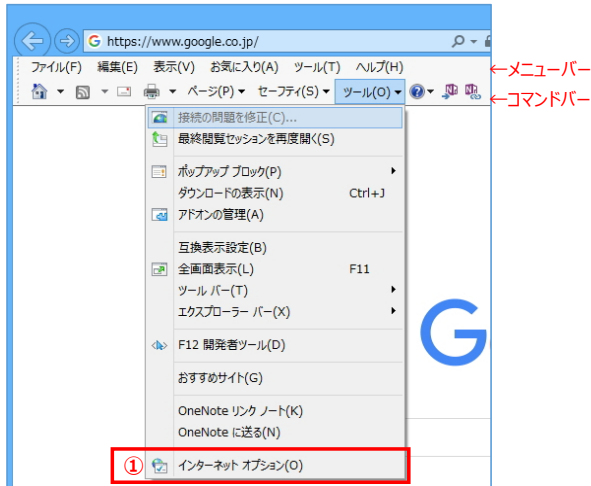 https://www.google.co.jp/
ファイル(F) 編集(E) 表示(V) お気に入り(A) ツール(T) ヘルプ(H)
←メニューバー
ページ(P) セーフティ(S) ツール(O)
←コマンドバー
接続の問題を修正(C)...
最終閲覧セッションを再度開く(S)
ポップアップ ブロック(P)
ダウンロードの表示(N) Ctrl+J
アドオンの管理(A)
互換表示設定(B)
全画面表示(L) F11
ツール バー(T)
エクスプローラー バー(X)
F12 開発者ツール(D)
おすすめサイト(G)
OneNote リンク ノート(K)
OneNote に送る(N)
① インターネット オプション(O)